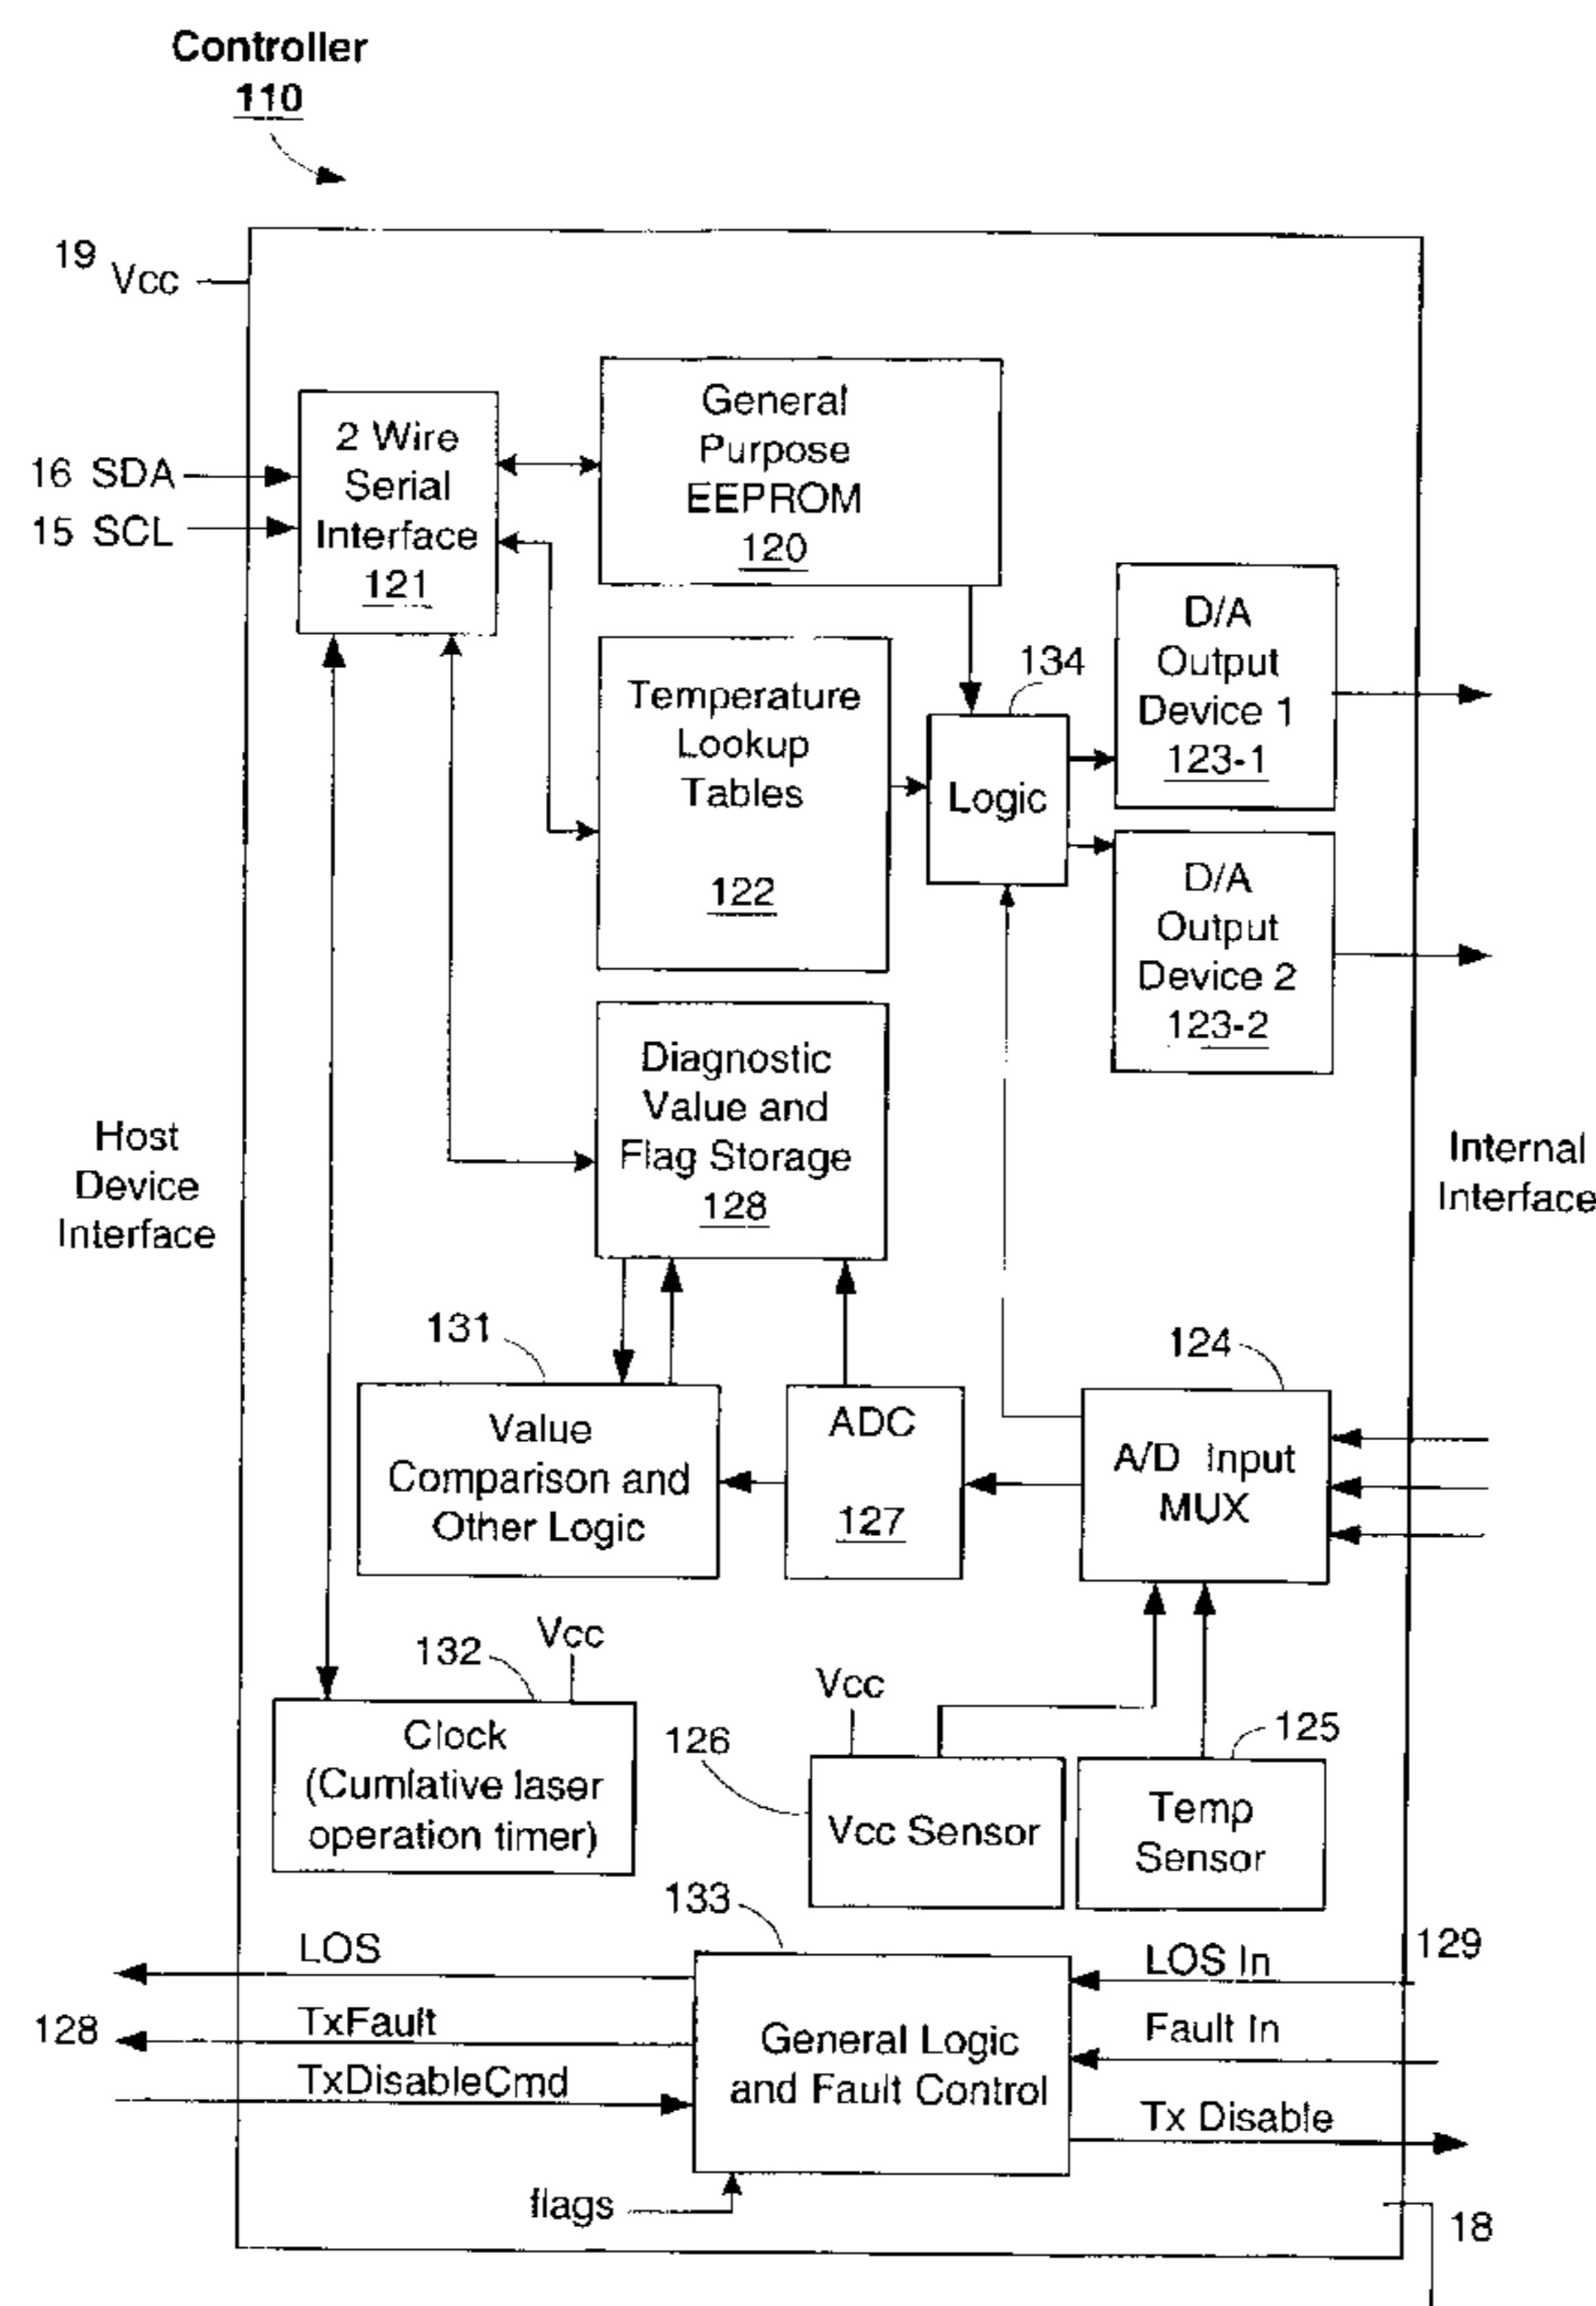 Controller
110
19 Vcc
General
Purpose
EEPROM
120
2 Wire
Serial
Interface
121
16 SDA
15 SCL
Temperature
Lookup
Tables
122
134
Logic
D/A
Output
Device 1
123-1
D/A
Output
Device 2
123-2
Diagnostic
Value and
Flag Storage
128
Host
Device
Interface
Internal
Interface
131
Value
Comparison and
Other Logic
ADC
127
124
A/D Input
MUX
132
Vcc
Clock
(Cumlative laser
operation timer)
Vcc
126
Vcc Sensor
125
Temp
Sensor
133
General Logic
and Fault Control
LOS
128
TxFault
TxDisableCmd
flags
LOS In
129
Fault In
Tx Disable
18